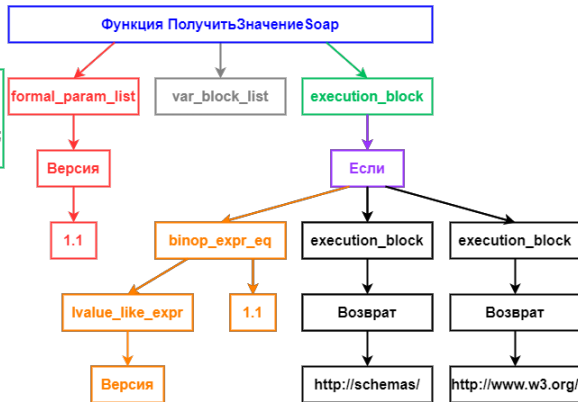 Функция ПолучитьЗначениеSoap
formal_param_list
var_block_list
execution_block
Версия
Если
1.1
binop_expr_eq
execution_block
execution_block
lvalue_like_expr
1.1
Возврат
Возврат
Версия
http://schemas/
http://www.w3.org/